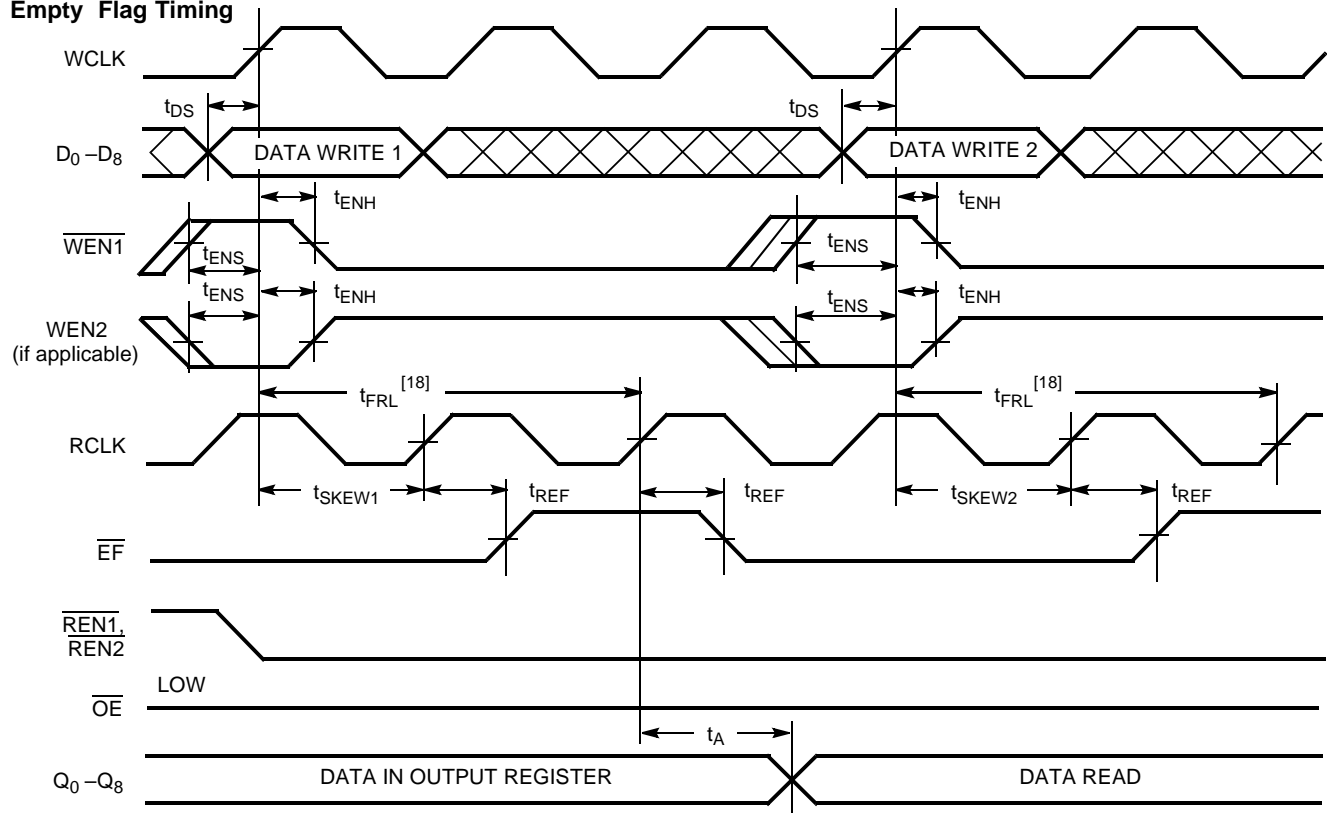 Empty Flag Timing
WCLK
tDS tDS
D0 –D8 DATA WRITE 1 DATA WRITE 2
tENH tENH
WEN1 tENS tENS
tENS tENH tENS tENH
WEN2
(if applicable)
tFRL [18] tFRL [18]
RCLK
tSKEW1 tREF tREF tSKEW2 tREF
EF
REN1,
REN2
LOW
OE
tA
Q0 –Q8 DATA IN OUTPUT REGISTER DATA READ